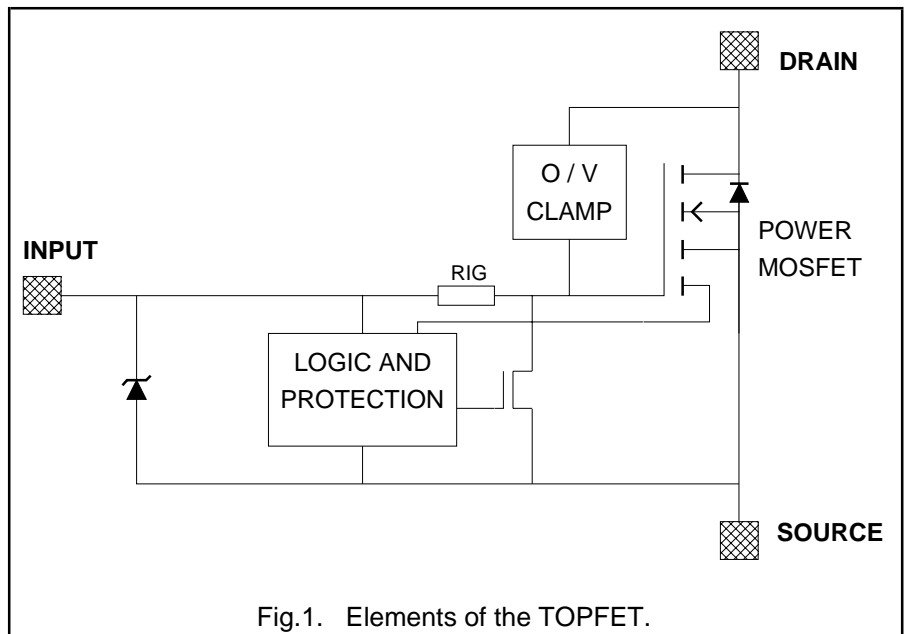 DRAIN
O / V
CLAMP
POWER
MOSFET
INPUT
RIG
LOGIC AND
PROTECTION
SOURCE
Fig.1. Elements of the TOPFET.